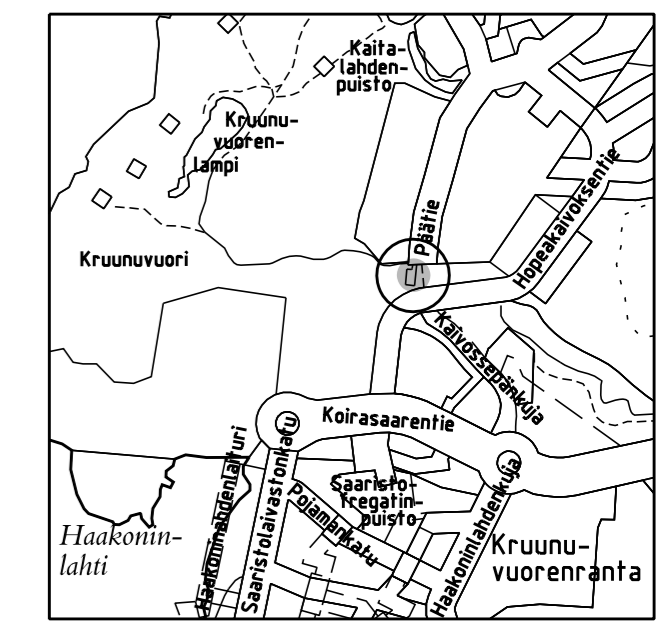 Kaita-
lahden-
puisto
Kruunu-
vuoren-
lampi
Päätie
Hopeakaivoksentie
Kruunuvuori
Kaivossepänkuja
Koirasaarentie
Haakoninlahdenlaituri
Saaristolaivastonkatu
Saaristo-
fregatin-
puisto
Pojamankatu
Haakoninlahdenkuja
Haakonin-
lahti
Kruunu-
vuorenranta